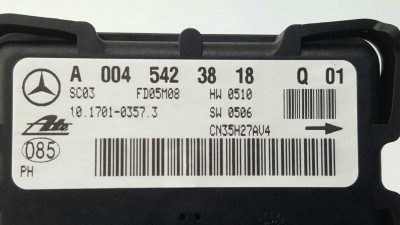 A 004 542 38 18 Q 01
SC03 FD05M08 HW 0510
10.1701-0357.3 SW 0506
Ate CN35H27AV4
085
PH